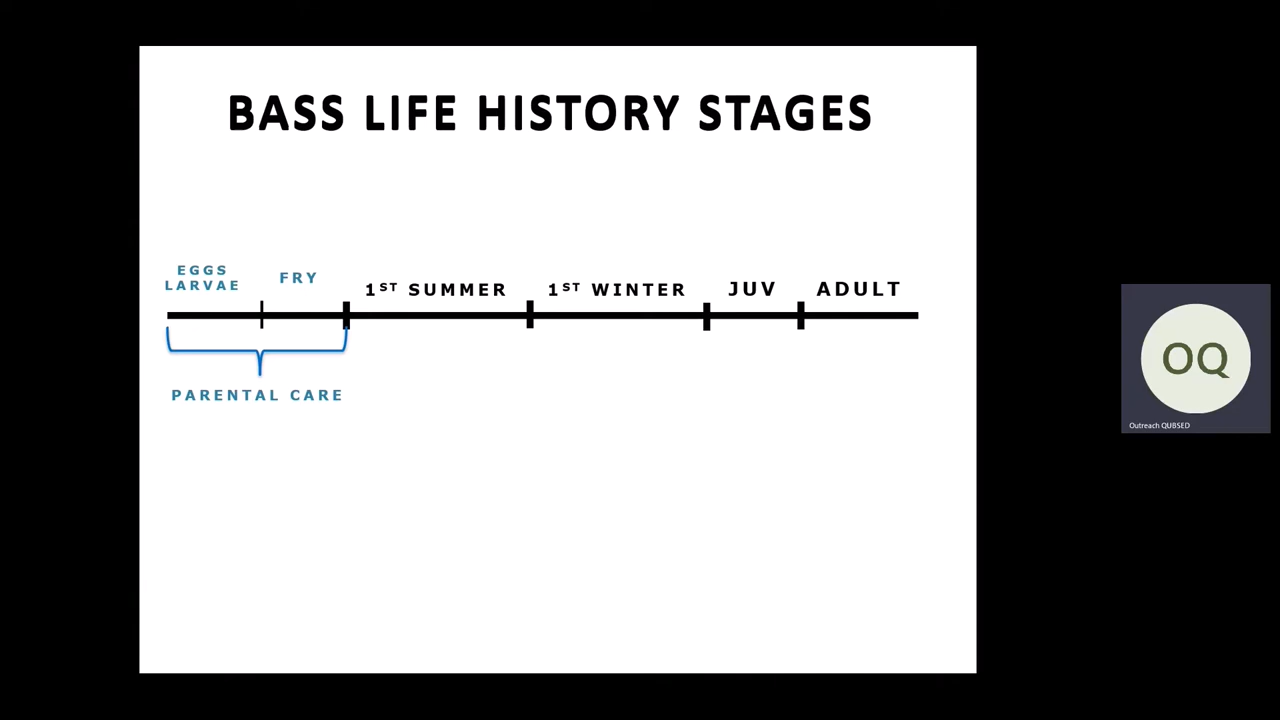 BASS LIFE HISTORY STAGES
EGGS
LARVAE
FRY
1ST SUMMER
1ST WINTER
JUV
ADULT
PARENTAL CARE
OQ
Outreach QUBSED